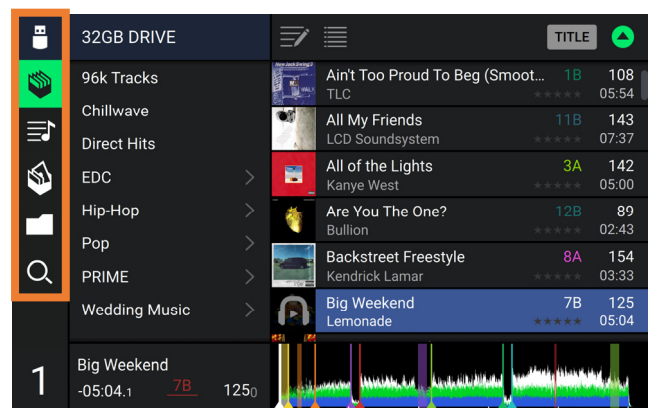 32GB DRIVE
TITLE
96k Tracks
Chillwave
Direct Hits
EDC
Hip-Hop
Pop
PRIME
Wedding Music
New Jack Swing 2
Ain't Too Proud To Beg (Smoot... 1B 108
TLC 05:54
All My Friends 11B 143
LCD Soundsystem 07:37
All of the Lights 3A 142
Kanye West 05:00
Are You The One? 12B 89
Bullion 02:43
Backstreet Freestyle 8A 154
Kendrick Lamar 03:33
Big Weekend 7B 125
Lemonade 05:04
1
Big Weekend
-05:04.1 7B 1250